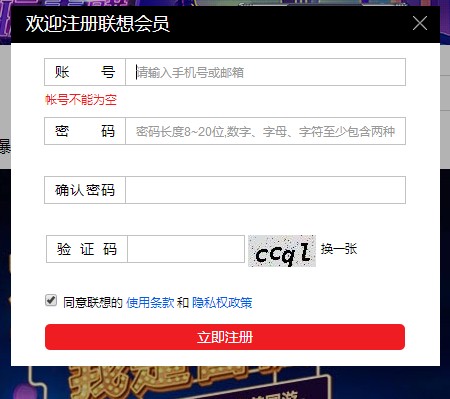 欢迎注册联想会员
账 号 请输入手机号或邮箱
帐号不能为空
密 码 密码长度8~20位,数字、字母、字符至少包含两种
暴
确认密码
验 证 码 ccql 换一张
同意联想的 使用条款 和 隐私权政策
立即注册